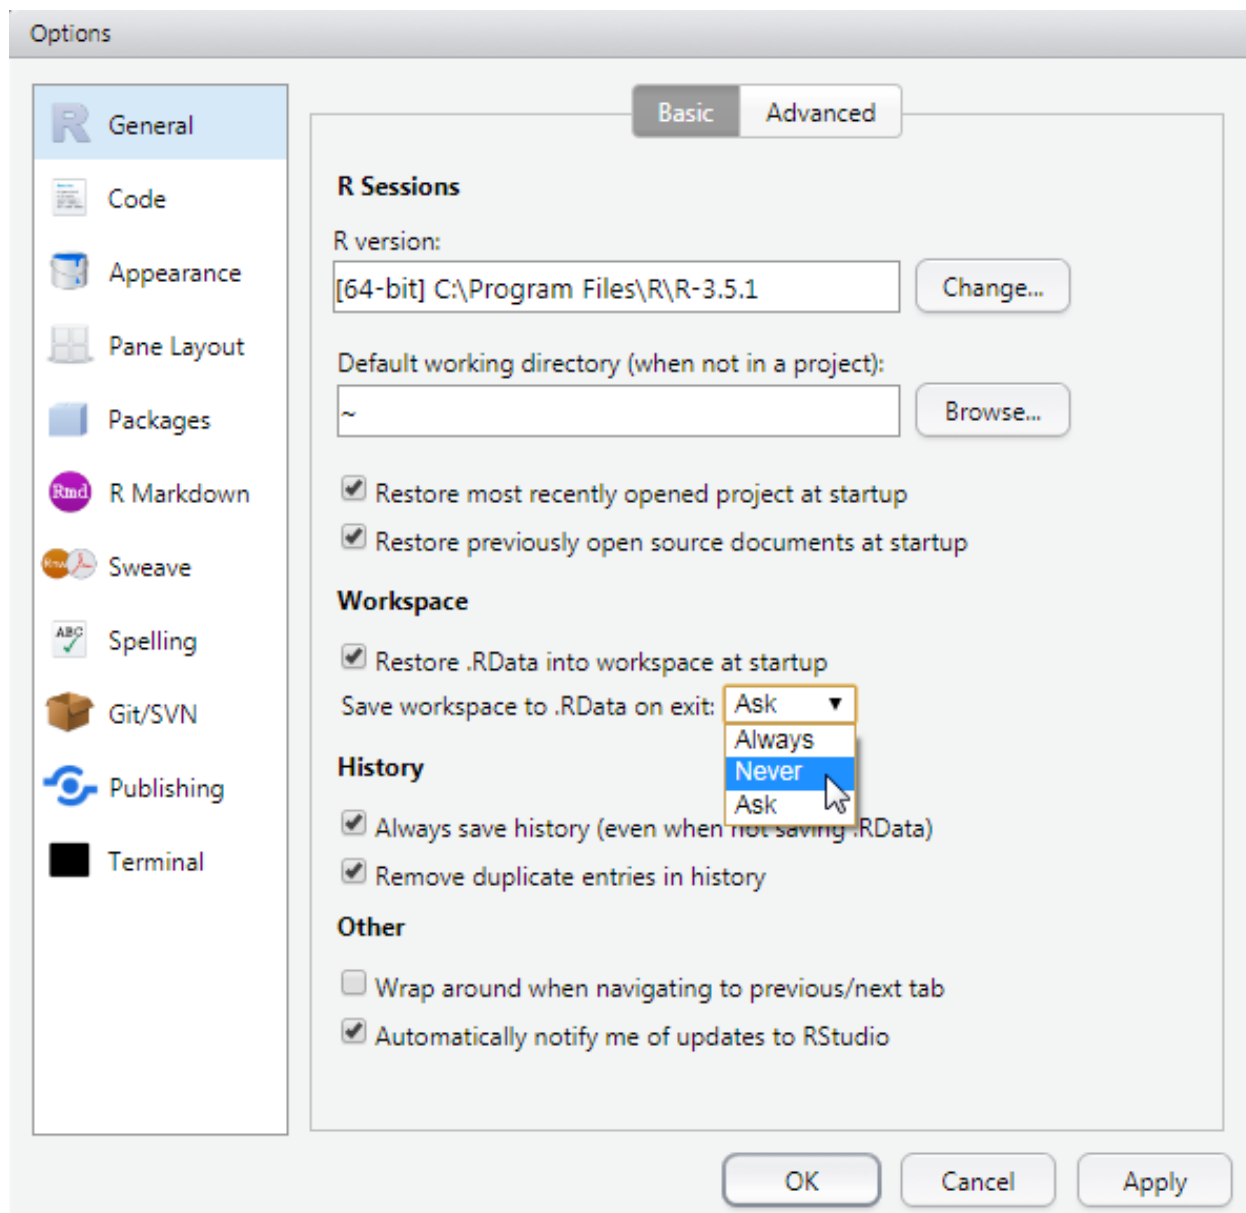 Options
General
Code
Appearance
Pane Layout
Packages
Rmd R Markdown
Rnw Sweave
ABC Spelling
Git/SVN
Publishing
Terminal
Basic Advanced
R Sessions
R version:
[64-bit] C:\Program Files\R\R-3.5.1 Change...
Default working directory (when not in a project):
~ Browse...
Restore most recently opened project at startup
Restore previously open source documents at startup
Workspace
Restore .RData into workspace at startup
Save workspace to .RData on exit: Ask
Always
Never
Ask
History
Always save history (even when not saving .RData)
Remove duplicate entries in history
Other
Wrap around when navigating to previous/next tab
Automatically notify me of updates to RStudio
OK Cancel Apply